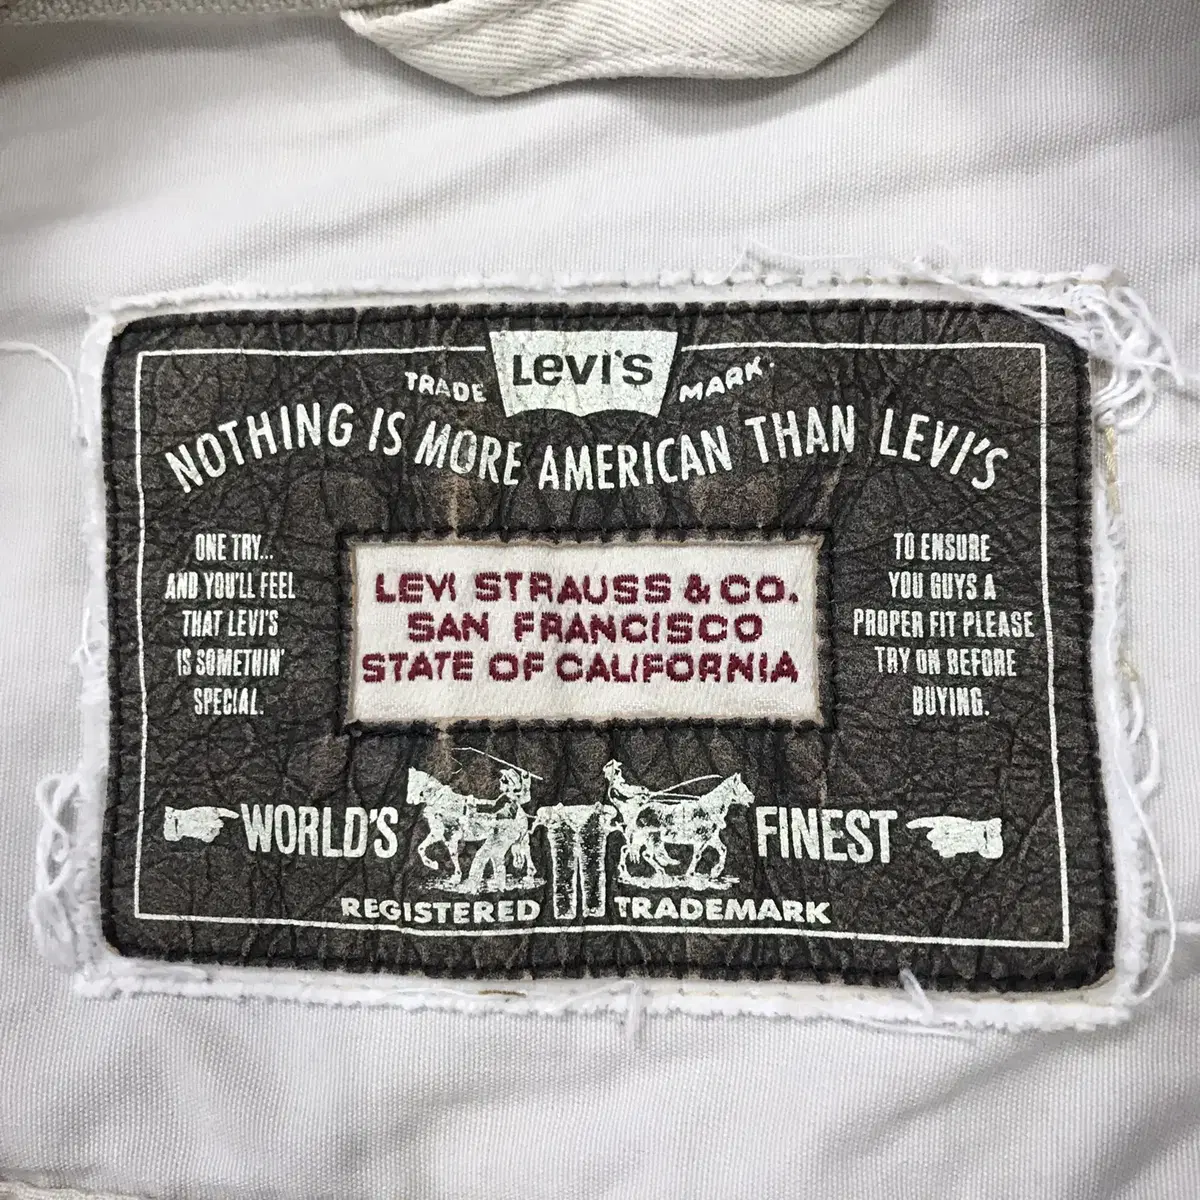 TRADE LEVI'S MARK.
NOTHING IS MORE AMERICAN THAN LEVI'S
ONE TRY...
AND YOU'LL FEEL
THAT LEVI'S
IS SOMETHIN'
SPECIAL.
LEVI STRAUSS & CO.
SAN FRANCISCO
STATE OF CALIFORNIA
TO ENSURE
YOU GUYS A
PROPER FIT PLEASE
TRY ON BEFORE
BUYING.
WORLD'S FINEST
REGISTERED TRADEMARK